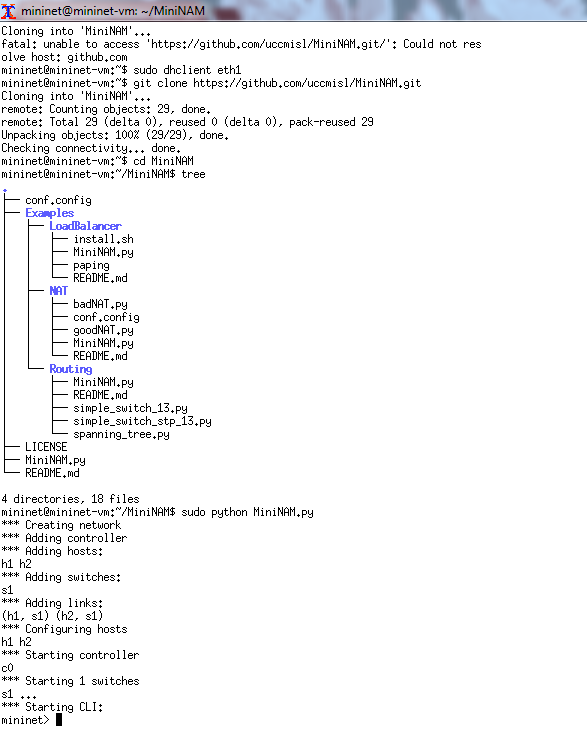 mininet@mininet-vm: ~/MiniNAM
Cloning into 'MiniNAM'...
fatal: unable to access 'https://github.com/uccmisl/MiniNAM.git/': Could not res
olve host: github.com
mininet@mininet-vm:~$ sudo dhclient eth1
mininet@mininet-vm:~$ git clone https://github.com/uccmisl/MiniNAM.git
Cloning into 'MiniNAM'...
remote: Counting objects: 29, done.
remote: Total 29 (delta 0), reused 0 (delta 0), pack-reused 29
Unpacking objects: 100% (29/29), done.
Checking connectivity... done.
mininet@mininet-vm:~$ cd MiniNAM
mininet@mininet-vm:~/MiniNAM$ tree
.
├── conf.config
├── Examples
│   ├── LoadBalancer
│   │   ├── install.sh
│   │   ├── MiniNAM.py
│   │   ├── paping
│   │   └── README.md
│   ├── NAT
│   │   ├── badNAT.py
│   │   ├── conf.config
│   │   ├── goodNAT.py
│   │   ├── MiniNAM.py
│   │   └── README.md
│   └── Routing
│       ├── MiniNAM.py
│       ├── README.md
│       ├── simple_switch_13.py
│       ├── simple_switch_stp_13.py
│       └── spanning_tree.py
├── LICENSE
├── MiniNAM.py
└── README.md
4 directories, 18 files
mininet@mininet-vm:~/MiniNAM$ sudo python MiniNAM.py
*** Creating network
*** Adding controller
*** Adding hosts:
h1 h2
*** Adding switches:
s1
*** Adding links:
(h1, s1) (h2, s1)
*** Configuring hosts
h1 h2
*** Starting controller
c0
*** Starting 1 switches
s1 ...
*** Starting CLI:
mininet>